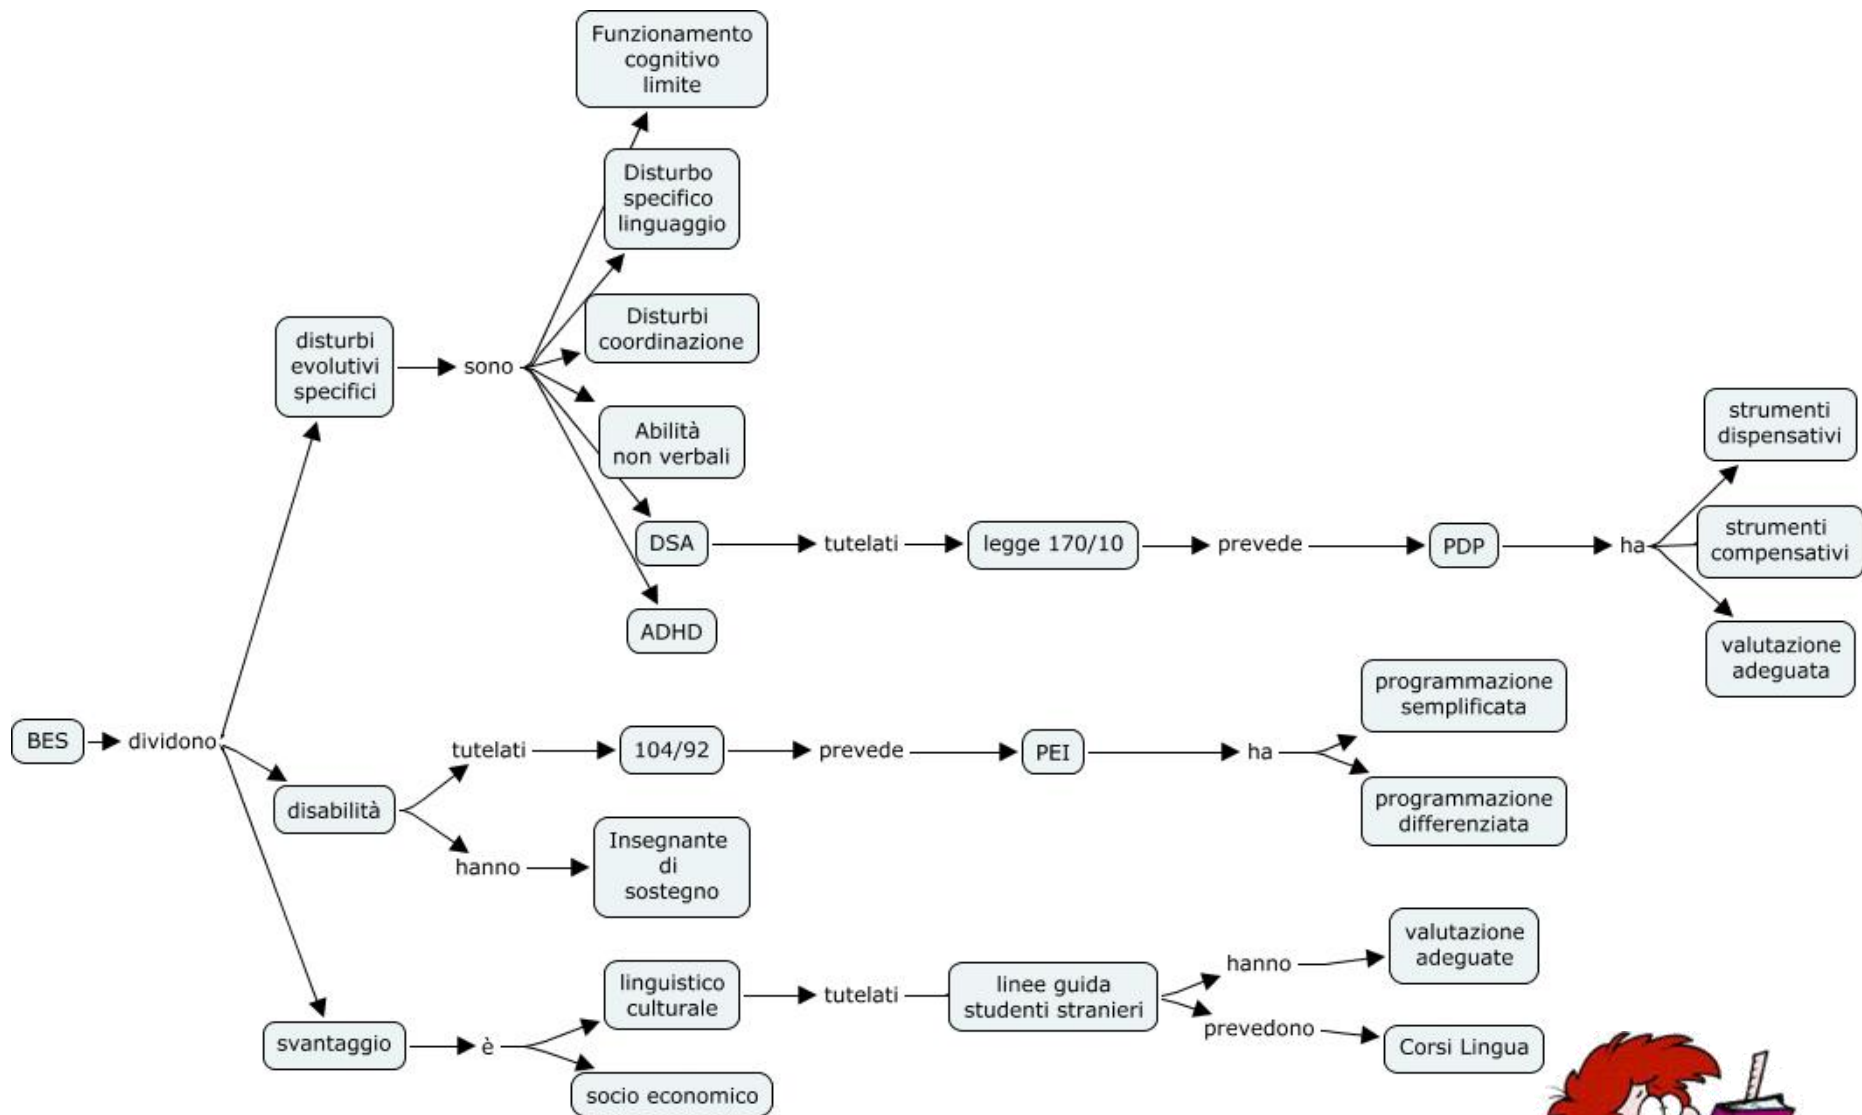 Funzionamento
cognitivo
limite
Disturbo
specifico
linguaggio
Disturbi
coordinazione
disturbi
evolutivi
specifici
sono
Abilità
non verbali
DSA
tutelati
legge 170/10
prevede
PDP
ha
strumenti
dispensativi
strumenti
compensativi
valutazione
adeguata
ADHD
BES
dividono
disabilità
tutelati
104/92
prevede
PEI
ha
programmazione
semplificata
programmazione
differenziata
hanno
Insegnante
di
sostegno
svantaggio
è
linguistico
culturale
tutelati
linee guida
studenti stranieri
hanno
valutazione
adeguate
prevedono
Corsi Lingua
socio economico